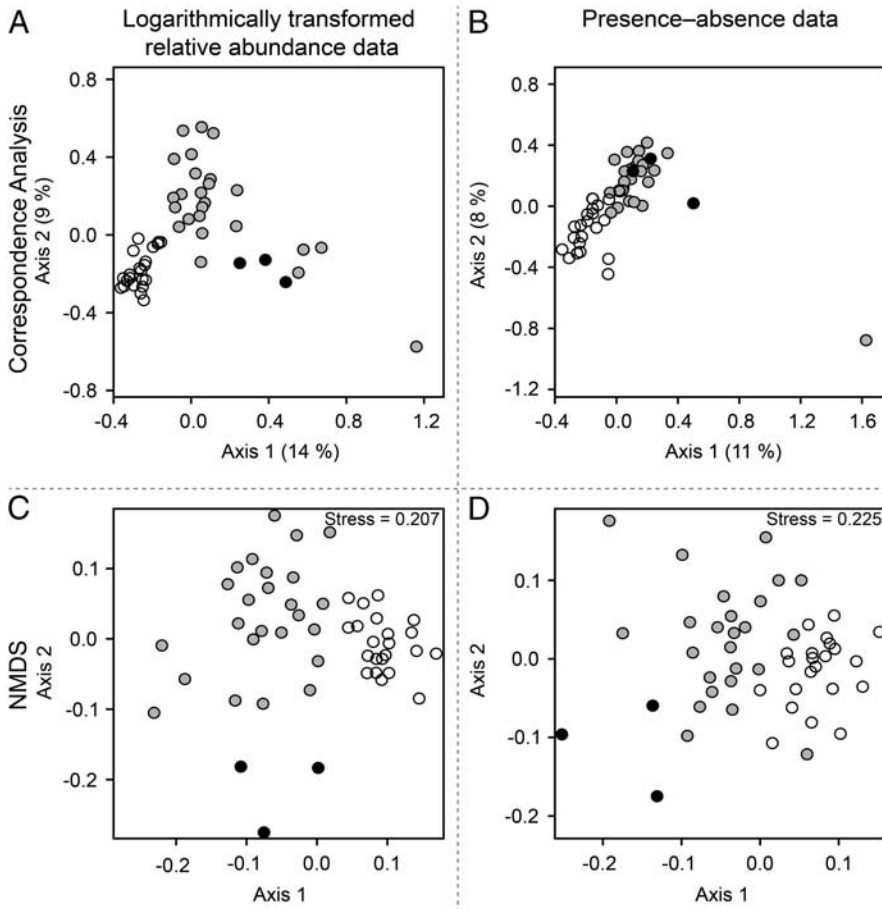 A
Logarithmically transformed
relative abundance data
B
Presence–absence data
Correspondence Analysis
Axis 2 (9 %)
0.8
0.4
0.0
-0.4
-0.8
-0.4
0.0
0.4
0.8
1.2
Axis 1 (14 %)
Axis 2 (8 %)
0.8
0.4
0.0
-0.4
-0.8
-1.2
-0.4
0.0
0.4
0.8
1.2
1.6
Axis 1 (11 %)
C
Stress = 0.207
NMDS
Axis 2
0.1
0.0
-0.1
-0.2
-0.2
-0.1
0.0
0.1
Axis 1
D
Stress = 0.225
Axis 2
0.1
0.0
-0.1
-0.2
-0.2
-0.1
0.0
0.1
Axis 1